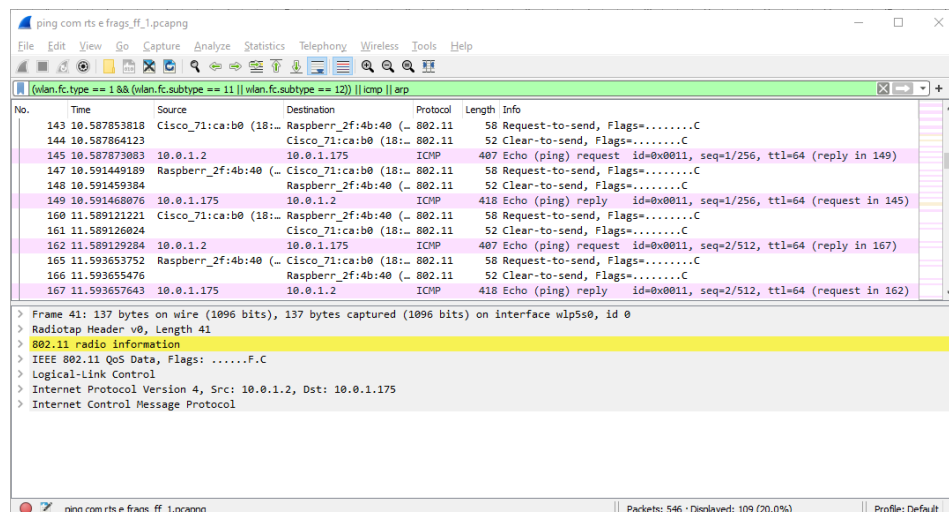 ping com rts e frags_ff_1.pcapng
File Edit View Go Capture Analyze Statistics Telephony Wireless Tools Help
(wlan.fc.type == 1 && (wlan.fc.subtype == 11 || wlan.fc.subtype == 12)) || icmp || arp
No. Time Source Destination Protocol Length Info
143 10.587853818 Cisco_71:ca:b0 (18:… Raspberr_2f:4b:40 (… 802.11 58 Request-to-send, Flags=........C
144 10.587864123 Cisco_71:ca:b0 (18:… 802.11 52 Clear-to-send, Flags=........C
145 10.587873083 10.0.1.2 10.0.1.175 ICMP 407 Echo (ping) request id=0x0011, seq=1/256, ttl=64 (reply in 149)
147 10.591449189 Raspberr_2f:4b:40 (… Cisco_71:ca:b0 (18:… 802.11 58 Request-to-send, Flags=........C
148 10.591459384 Raspberr_2f:4b:40 (… 802.11 52 Clear-to-send, Flags=........C
149 10.591468076 10.0.1.175 10.0.1.2 ICMP 418 Echo (ping) reply id=0x0011, seq=1/256, ttl=64 (request in 145)
160 11.589121221 Cisco_71:ca:b0 (18:… Raspberr_2f:4b:40 (… 802.11 58 Request-to-send, Flags=........C
161 11.589126024 Cisco_71:ca:b0 (18:… 802.11 52 Clear-to-send, Flags=........C
162 11.589129284 10.0.1.2 10.0.1.175 ICMP 407 Echo (ping) request id=0x0011, seq=2/512, ttl=64 (reply in 167)
165 11.593653752 Raspberr_2f:4b:40 (… Cisco_71:ca:b0 (18:… 802.11 58 Request-to-send, Flags=........C
166 11.593655476 Raspberr_2f:4b:40 (… 802.11 52 Clear-to-send, Flags=........C
167 11.593657643 10.0.1.175 10.0.1.2 ICMP 418 Echo (ping) reply id=0x0011, seq=2/512, ttl=64 (request in 162)
> Frame 41: 137 bytes on wire (1096 bits), 137 bytes captured (1096 bits) on interface wlp5s0, id 0
> Radiotap Header v0, Length 41
> 802.11 radio information
> IEEE 802.11 QoS Data, Flags: ......F.C
> Logical-Link Control
> Internet Protocol Version 4, Src: 10.0.1.2, Dst: 10.0.1.175
> Internet Control Message Protocol
ping com rts e frags_ff_1.pcapng Packets: 546 · Displayed: 109 (20.0%) Profile: Default